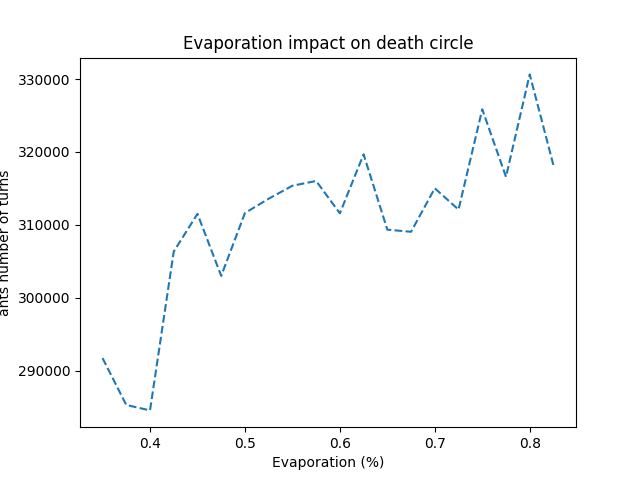 Evaporation impact on death circle
330000
320000
310000
300000
290000
ants number of turns
0.4 0.5 0.6 0.7 0.8
Evaporation (%)